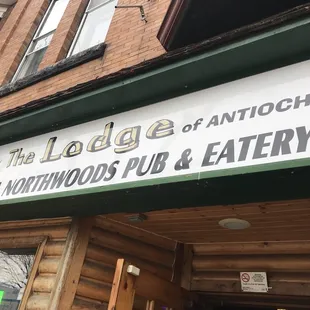 The Lodge of ANTIOCH
NORTHWOODS PUB & EATERY